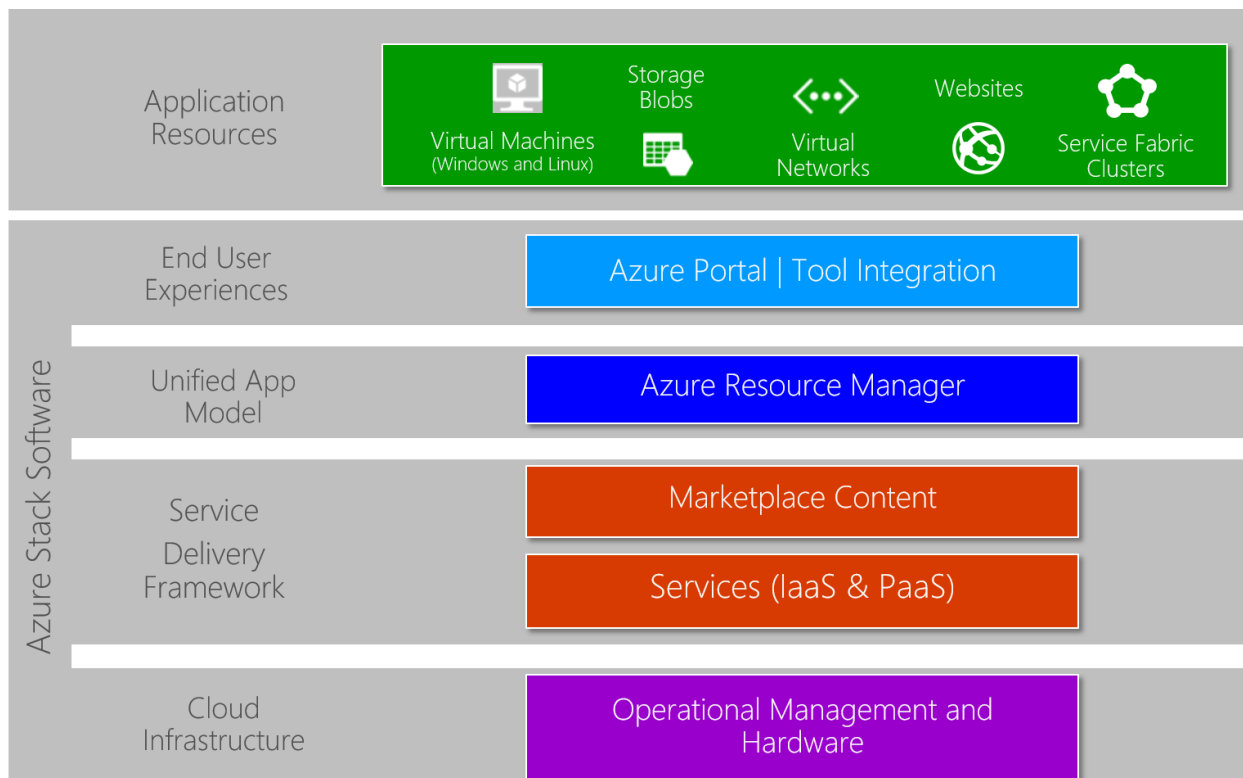 Application
Resources
Virtual Machines
(Windows and Linux)
Storage
Blobs
Virtual
Networks
Websites
Service Fabric
Clusters
Azure Stack Software
End User
Experiences
Azure Portal | Tool Integration
Unified App
Model
Azure Resource Manager
Service
Delivery
Framework
Marketplace Content
Services (IaaS & PaaS)
Cloud
Infrastructure
Operational Management and
Hardware